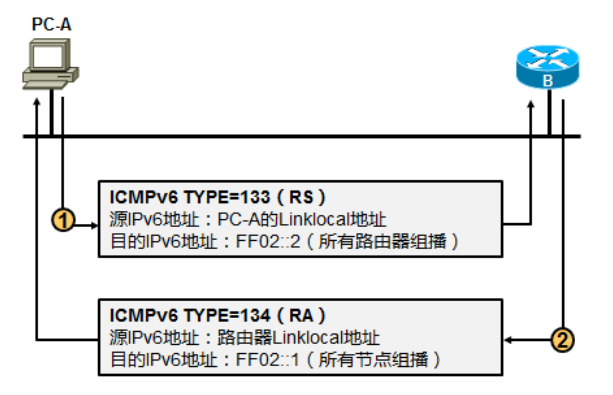 PC-A
B
1
ICMPv6 TYPE=133（RS）
源IPv6地址：PC-A的Linklocal地址
目的IPv6地址：FF02::2（所有路由器组播）
ICMPv6 TYPE=134（RA）
源IPv6地址：路由器Linklocal地址
目的IPv6地址：FF02::1（所有节点组播）
2